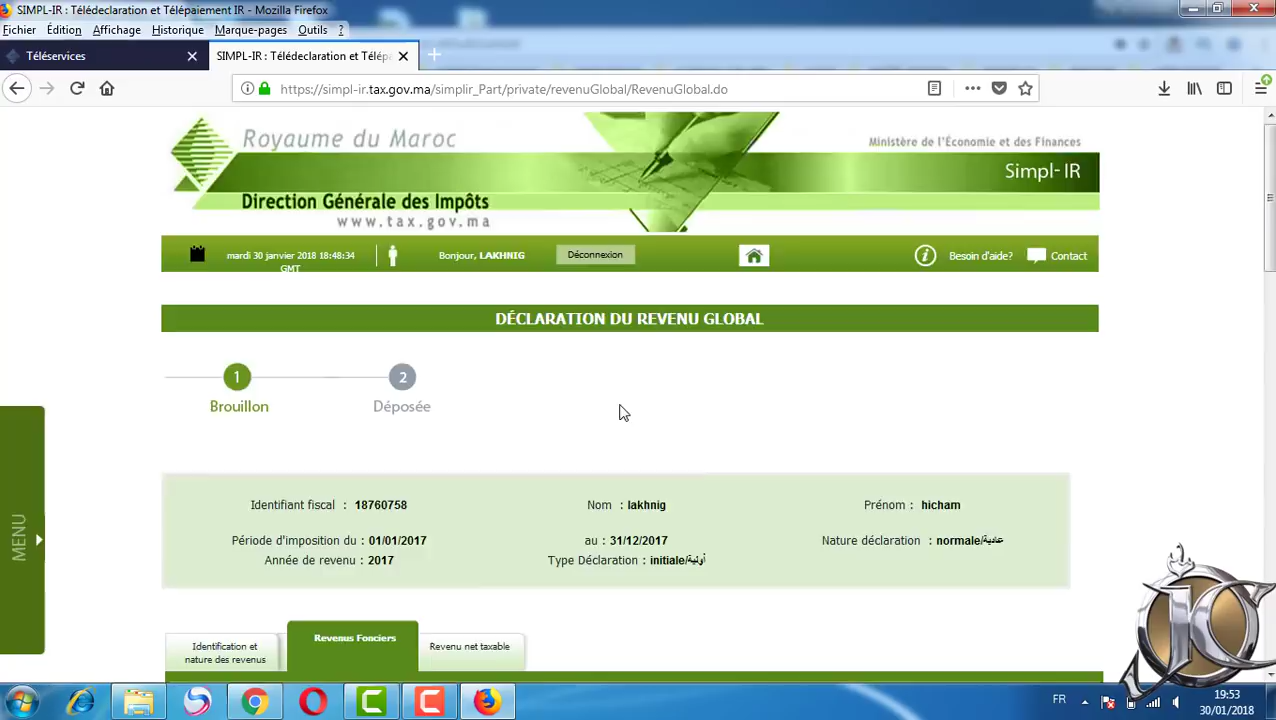 SIMPL-IR : Télédeclaration et Télépaiement IR - Mozilla Firefox
Fichier Édition Affichage Historique Marque-pages Outils ?
Téléservices
SIMPL-IR : Télédeclaration et Télépa
https://simpl-ir.tax.gov.ma/simplir_Part/private/revenuGlobal/RevenuGlobal.do
Royaume du Maroc
Ministère de l'Économie et des Finances
Simpl-IR
Direction Générale des Impôts
www.tax.gov.ma
mardi 30 janvier 2018 18:48:34
GMT
Bonjour, LAKHNIG
Déconnexion
Besoin d'aide?
Contact
DÉCLARATION DU REVENU GLOBAL
1 2
Brouillon Déposée
MENU
Identifiant fiscal : 18760758 Nom : lakhnig Prénom : hicham
Période d'imposition du : 01/01/2017 au : 31/12/2017 Nature déclaration : normale/عادية
Année de revenu : 2017 Type Déclaration : initiale/أولية
Identification et
nature des revenus
Revenus Fonciers
Revenu net taxable
JC
FR
19:53
30/01/2018